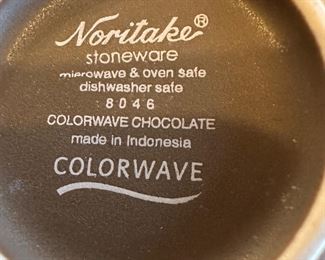 Noritake®
stoneware
microwave & oven safe
dishwasher safe
8046
COLORWAVE CHOCOLATE
made in Indonesia
COLORWAVE